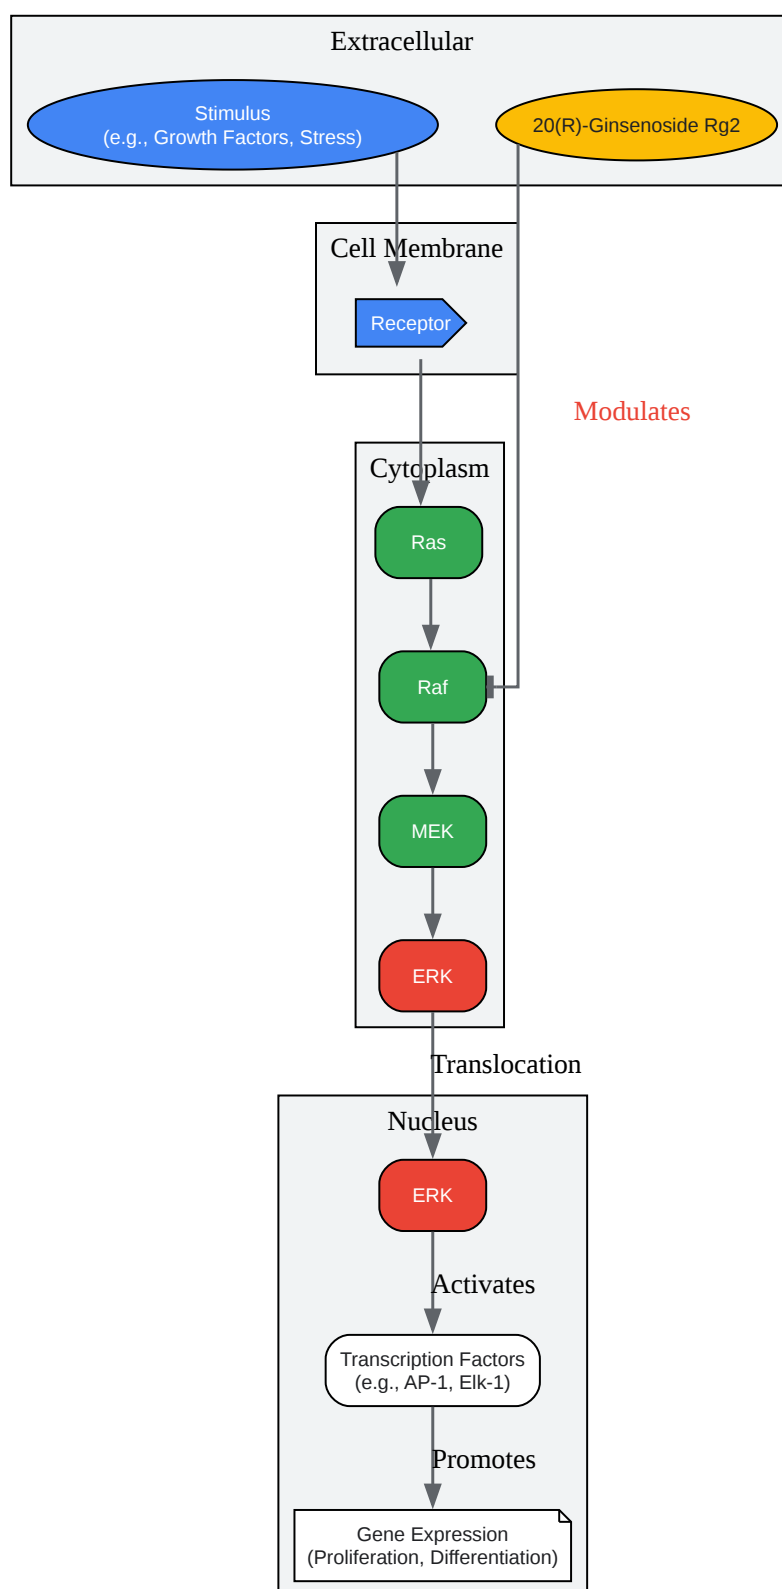 Extracellular
Stimulus
(e.g., Growth Factors, Stress)
20(R)-Ginsenoside Rg2
Cell Membrane
Receptor
Modulates
Cytoplasm
Ras
Raf
MEK
ERK
Translocation
Nucleus
ERK
Activates
Transcription Factors
(e.g., AP-1, Elk-1)
Promotes
Gene Expression
(Proliferation, Differentiation)